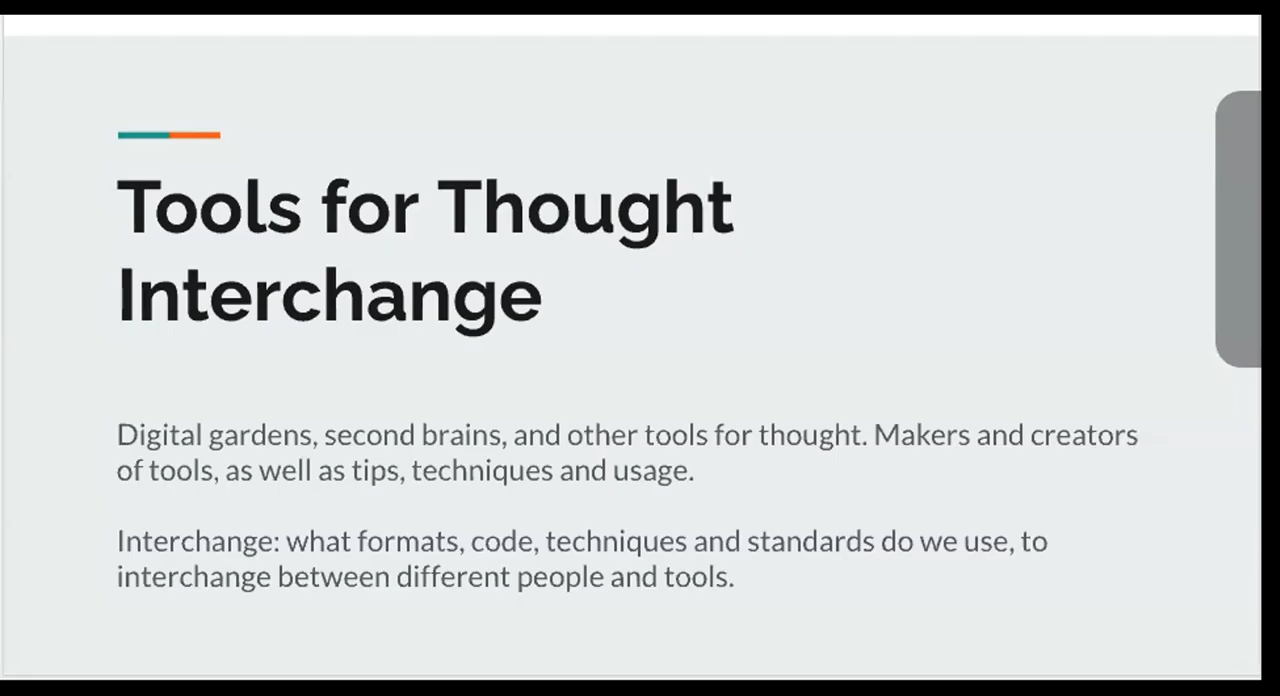 Tools for Thought
Interchange
Digital gardens, second brains, and other tools for thought. Makers and creators
of tools, as well as tips, techniques and usage.
Interchange: what formats, code, techniques and standards do we use, to
interchange between different people and tools.